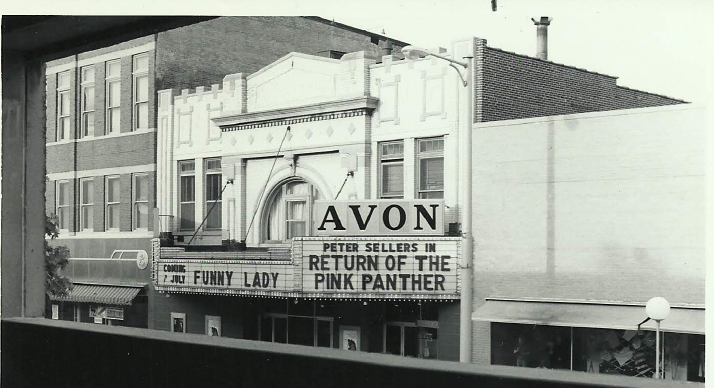 AVON
PETER SELLERS IN
RETURN OF THE
PINK PANTHER
COMING
? JULY
FUNNY LADY